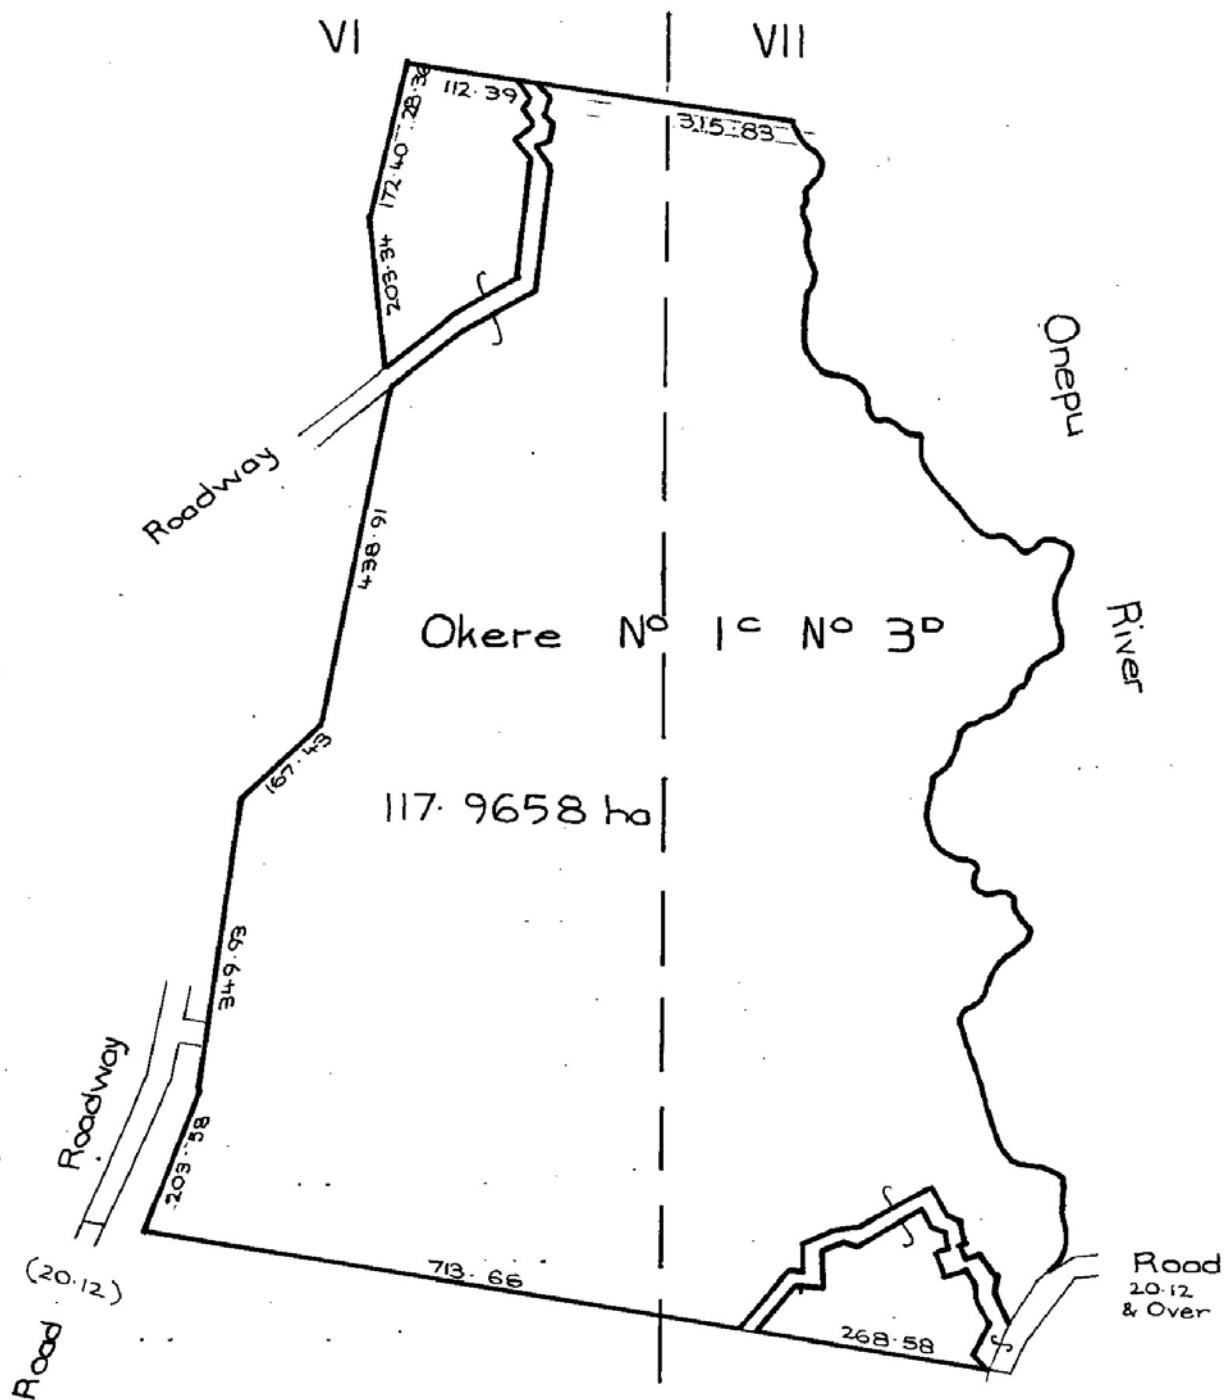 VI
VII
28·36
112·39
315·83
172·40
203·34
Onepu
River
Roadway
438·91
Okere Nº 1ᶜ Nº 3ᴰ
167·43
117·9658 ha
349·93
Roadway
203·58
713·66
268·58
Road
20·12
& Over
(20·12)
Road